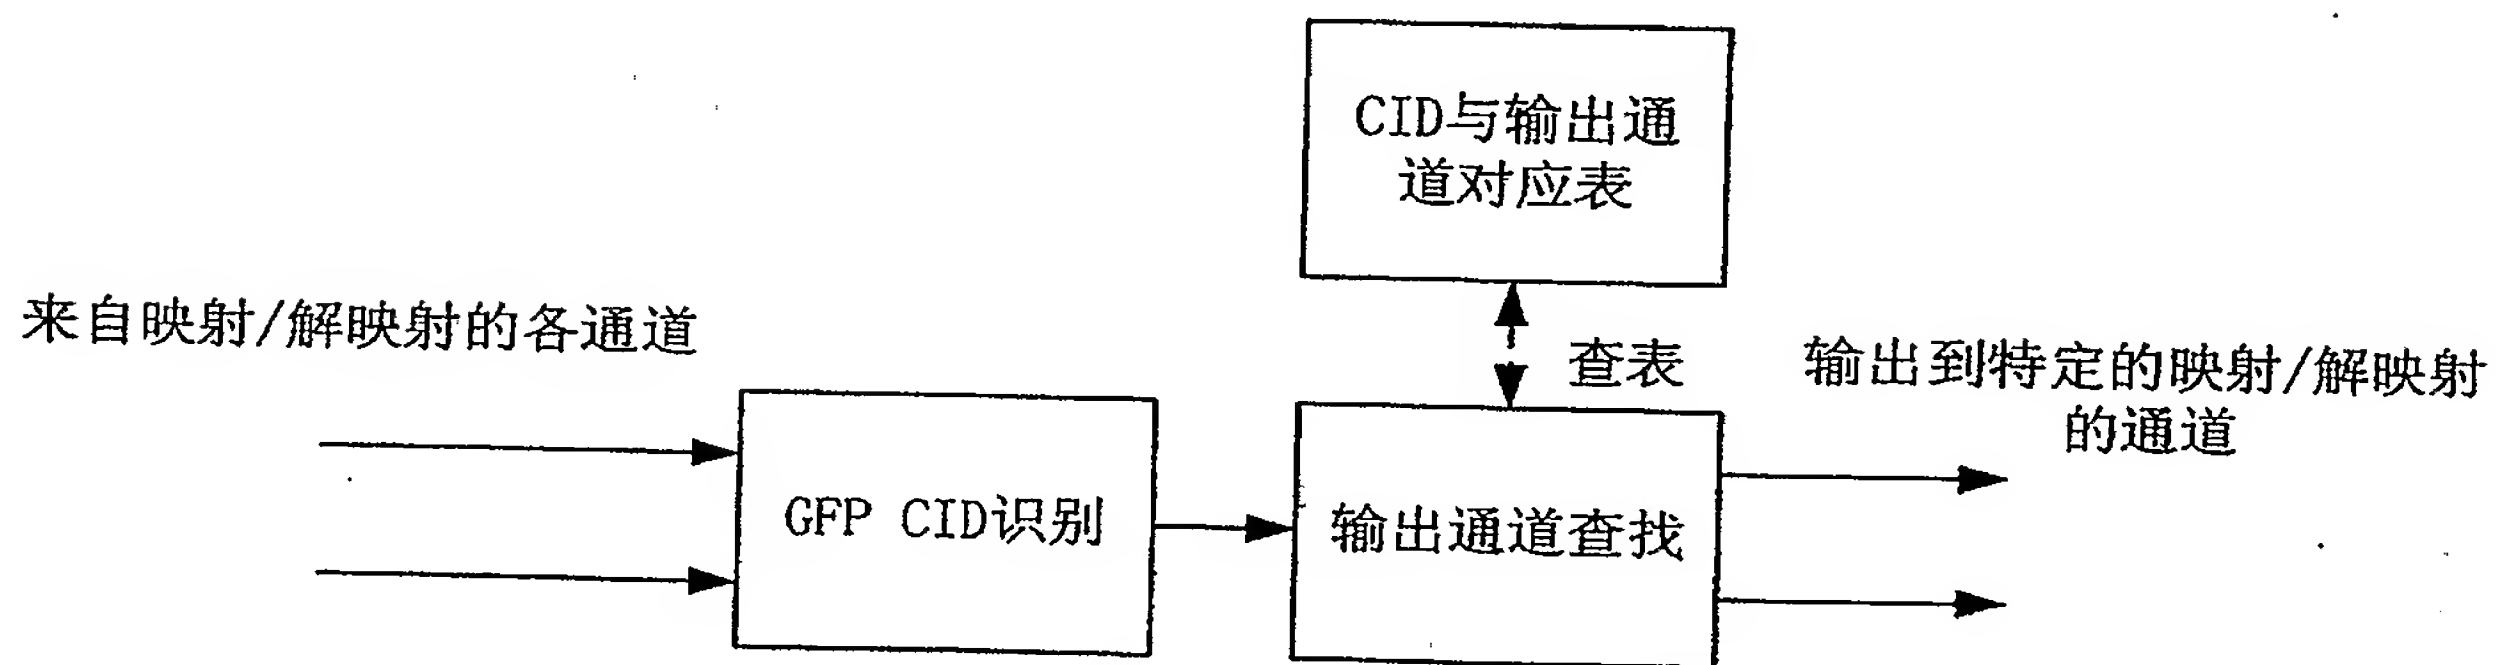 CID与输出通
道对应表
来自映射/解映射的各通道
查表
输出到特定的映射/解映射
的通道
GFP CID识别
输出通道查找